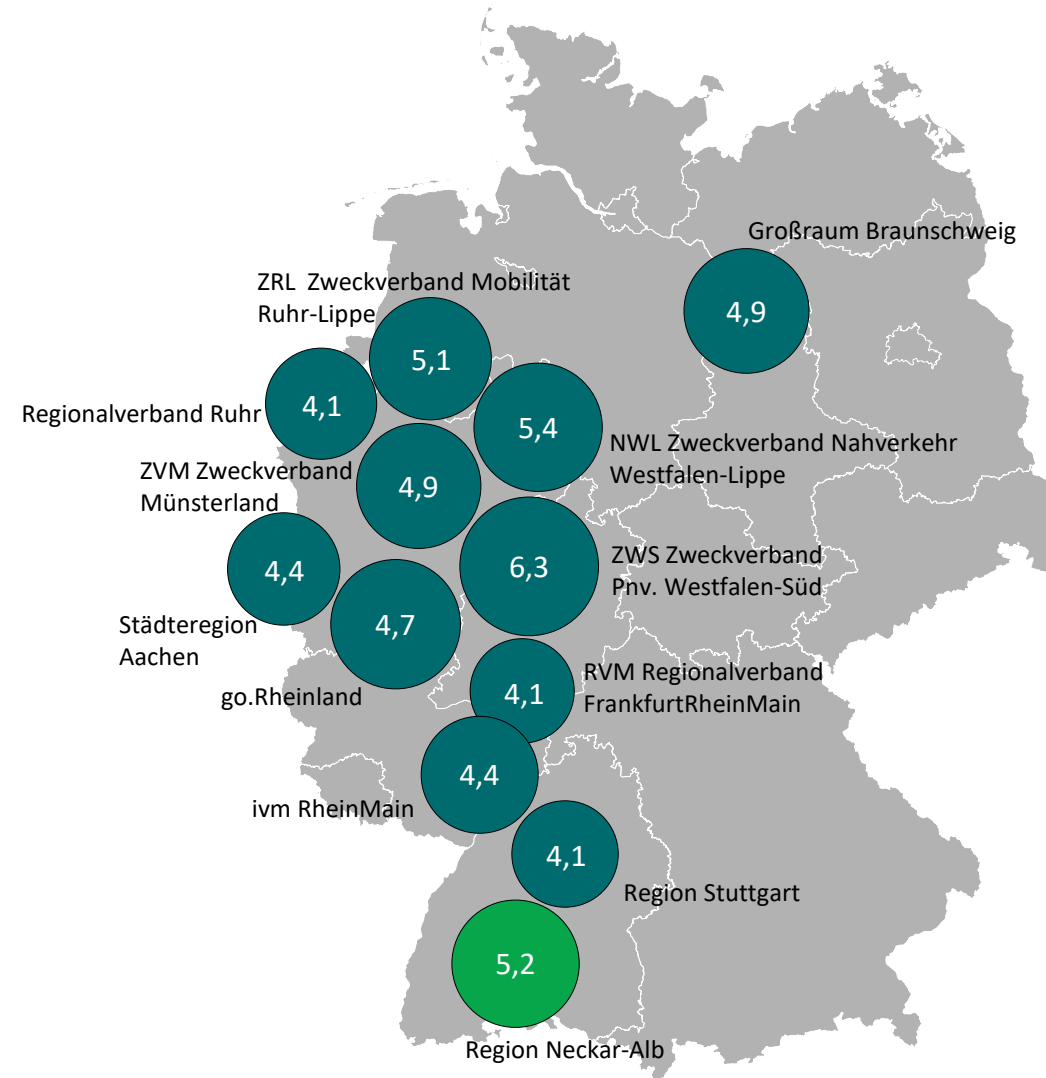 Großraum Braunschweig
4,9
ZRL  Zweckverband Mobilität
Ruhr-Lippe
5,1
Regionalverband Ruhr
4,1
5,4
NWL Zweckverband Nahverkehr
Westfalen-Lippe
ZVM Zweckverband
Münsterland
4,9
4,4
Städteregion
Aachen
6,3
ZWS Zweckverband
Pnv. Westfalen-Süd
4,7
go.Rheinland
4,1
RVM Regionalverband
FrankfurtRheinMain
4,4
ivm RheinMain
4,1
Region Stuttgart
5,2
Region Neckar-Alb